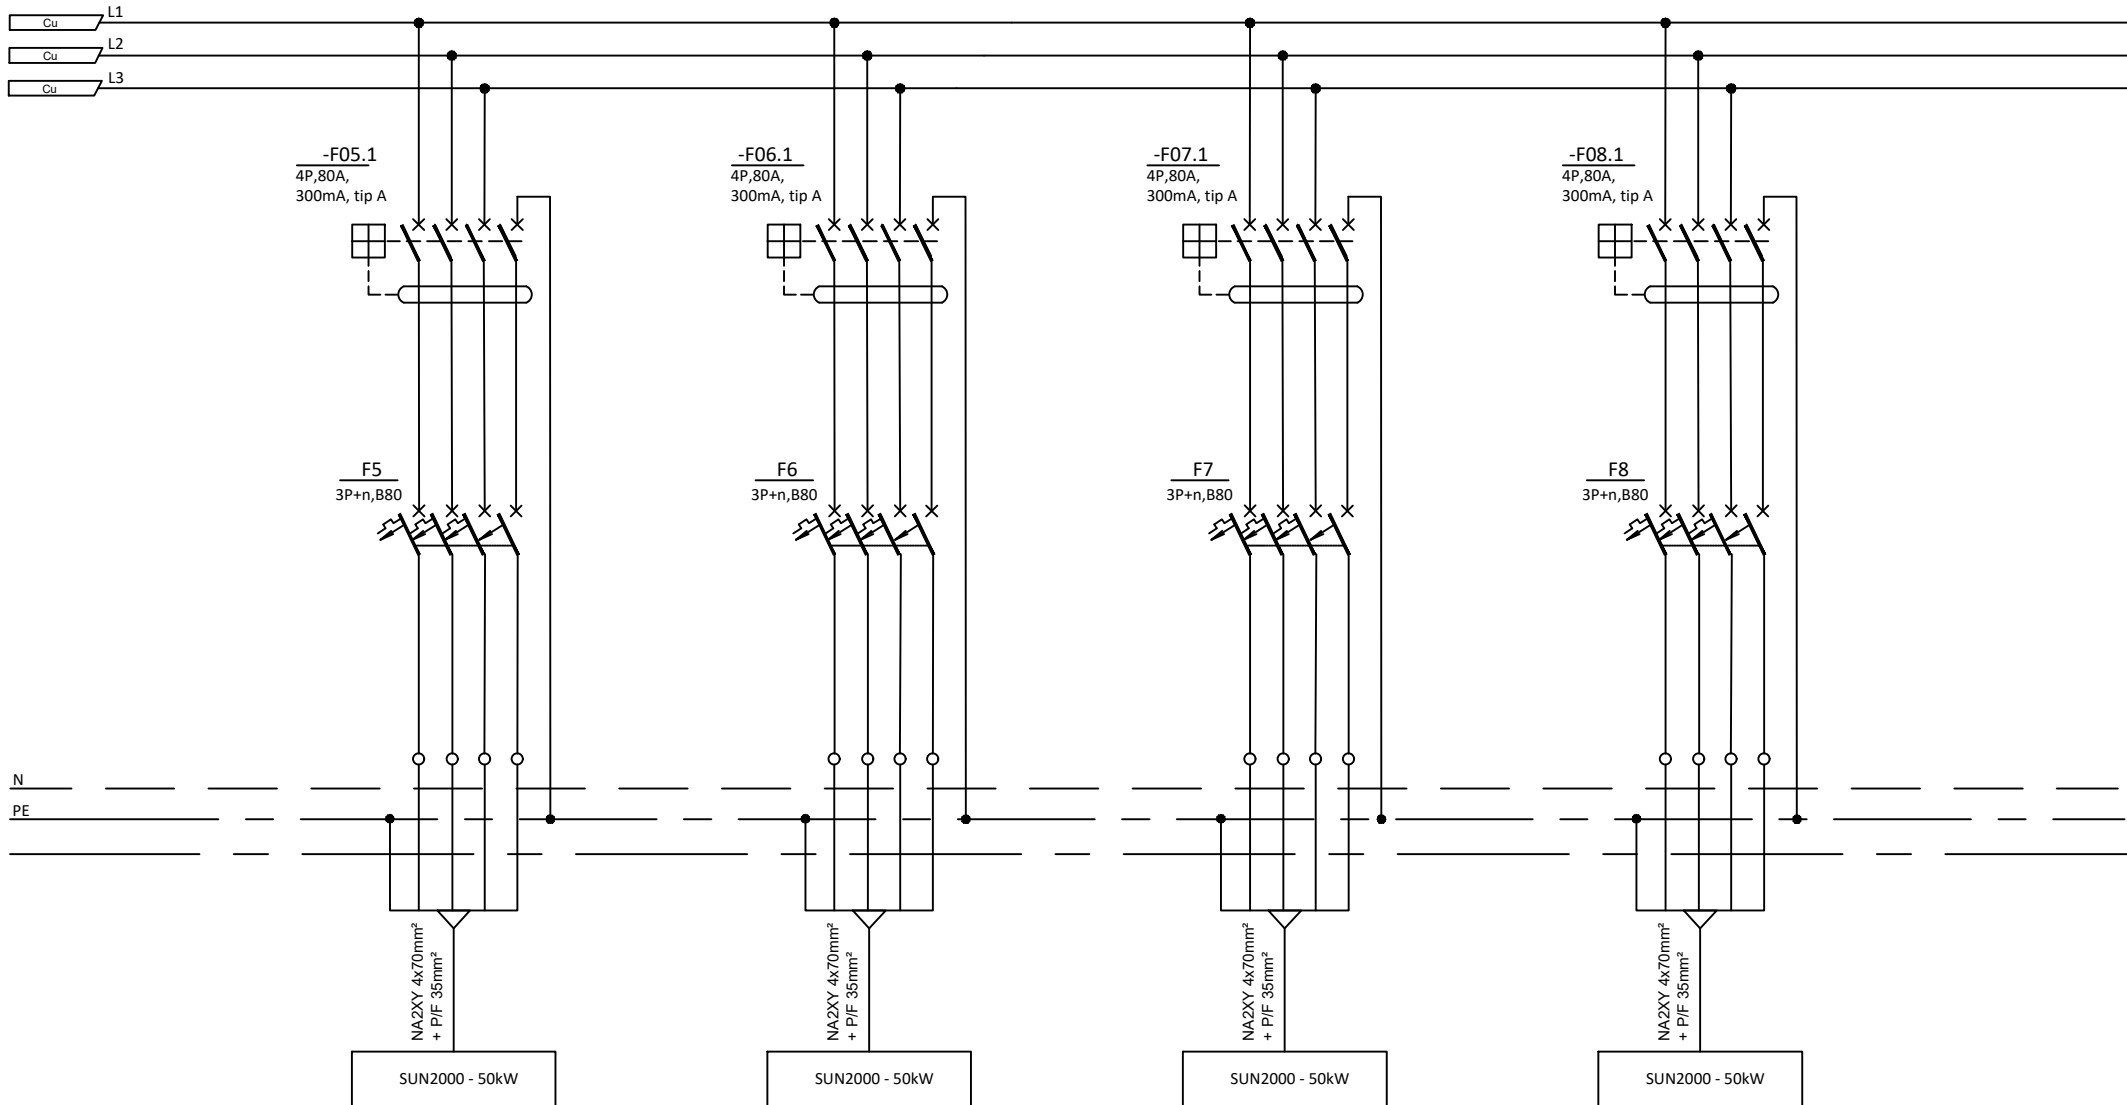 L1
Cu
L2
Cu
L3
Cu
-F05.1
4P,80A,
300mA, tip A
-F06.1
4P,80A,
300mA, tip A
-F07.1
4P,80A,
300mA, tip A
-F08.1
4P,80A,
300mA, tip A
F5
3P+n,B80
F6
3P+n,B80
F7
3P+n,B80
F8
3P+n,B80
N
PE
NA2XY 4x70mm²
+ P/F 35mm²
NA2XY 4x70mm²
+ P/F 35mm²
NA2XY 4x70mm²
+ P/F 35mm²
NA2XY 4x70mm²
+ P/F 35mm²
SUN2000 - 50kW
SUN2000 - 50kW
SUN2000 - 50kW
SUN2000 - 50kW